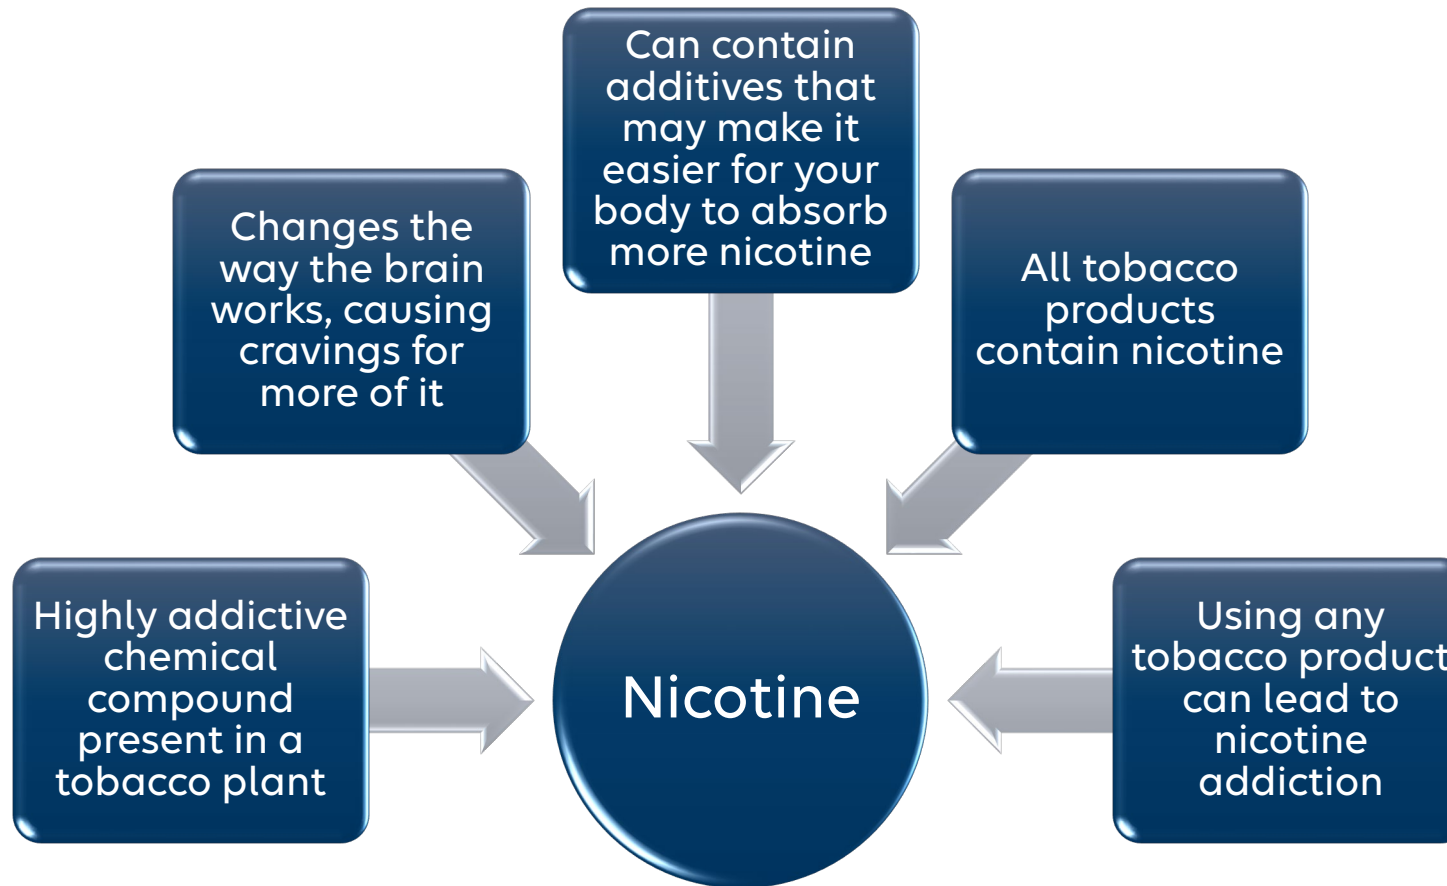 Highly addictive
chemical
compound
present in a
tobacco plant
Changes the
way the brain
works, causing
cravings for
more of it
Can contain
additives that
may make it
easier for your
body to absorb
more nicotine
All tobacco
products
contain nicotine
Using any
tobacco product
can lead to
nicotine
addiction
Nicotine